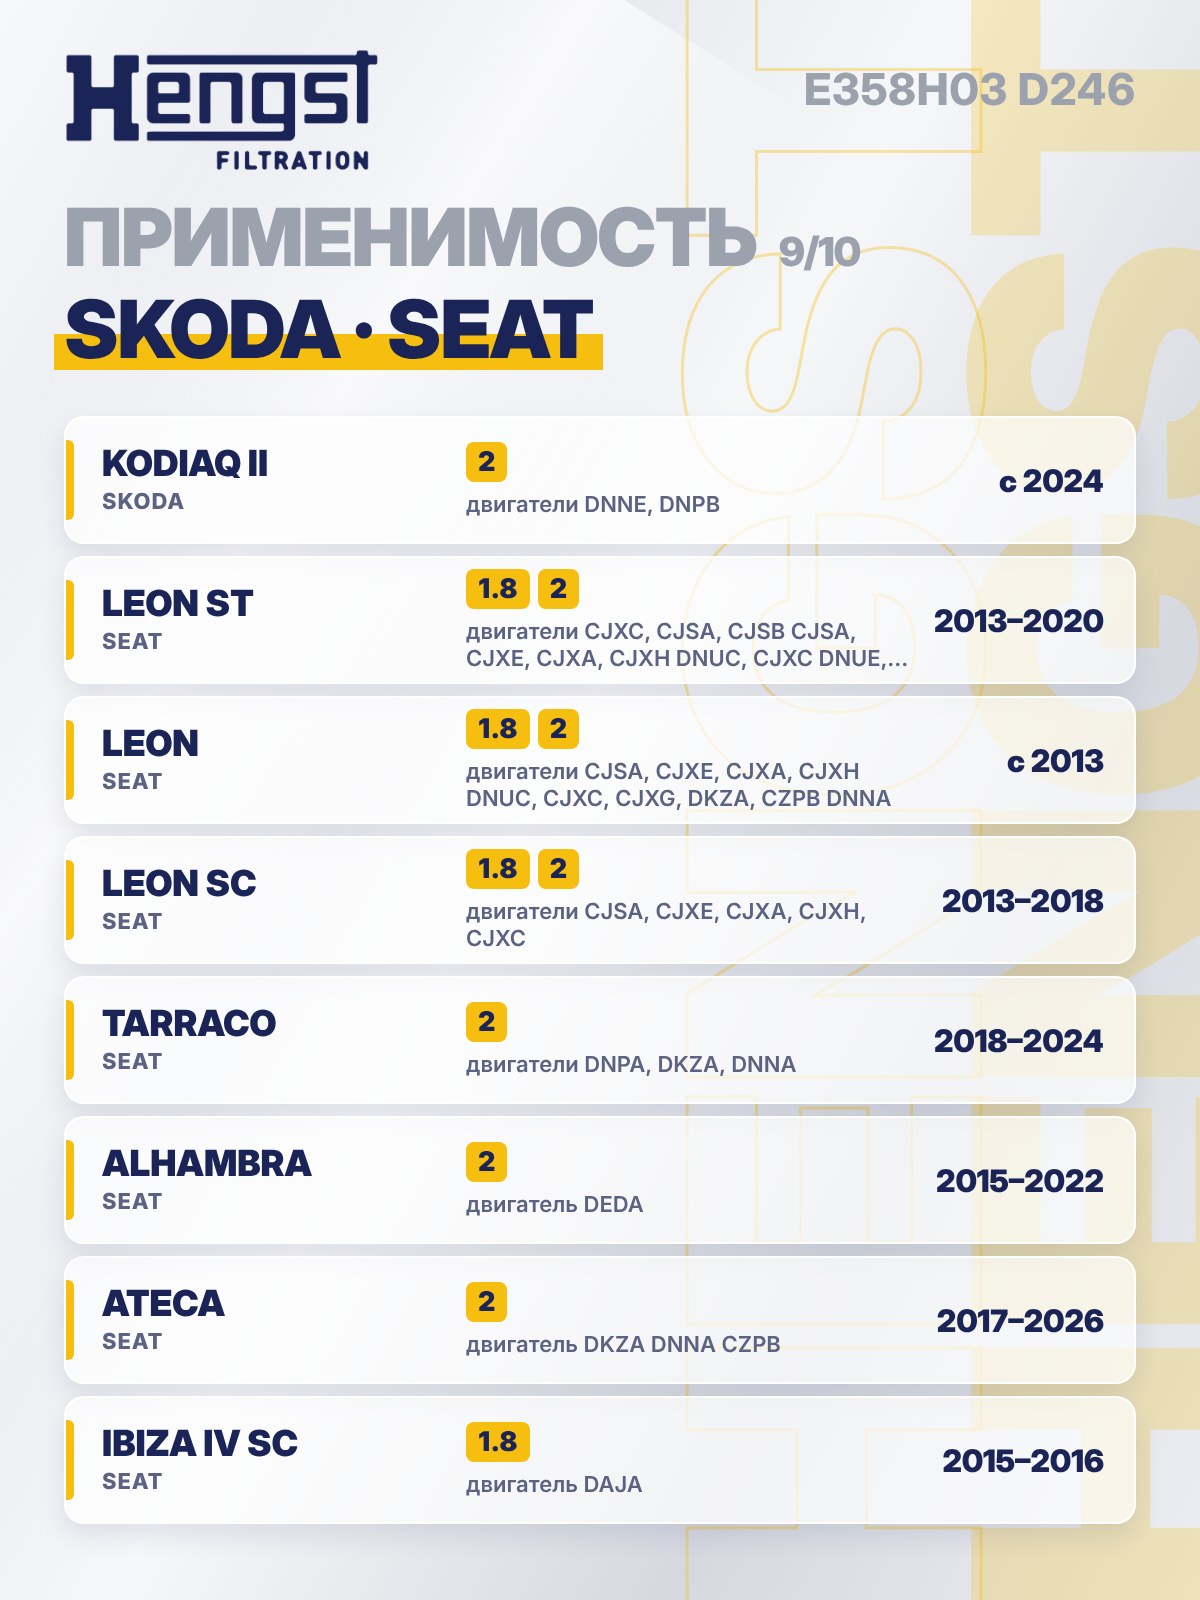 Hengst
FILTRATION
E358H03 D246
ПРИМЕНИМОСТЬ 9/10
SKODA · SEAT
KODIAQ II
SKODA
2
двигатели DNNE, DNPB
с 2024
LEON ST
SEAT
1.8 2
двигатели CJXC, CJSA, CJSB CJSA,
CJXE, CJXA, CJXH DNUC, CJXC DNUE,...
2013–2020
LEON
SEAT
1.8 2
двигатели CJSA, CJXE, CJXA, CJXH
DNUC, CJXC, CJXG, DKZA, CZPB DNNA
с 2013
LEON SC
SEAT
1.8 2
двигатели CJSA, CJXE, CJXA, CJXH,
CJXC
2013–2018
TARRACO
SEAT
2
двигатели DNPA, DKZA, DNNA
2018–2024
ALHAMBRA
SEAT
2
двигатель DEDA
2015–2022
ATECA
SEAT
2
двигатель DKZA DNNA CZPB
2017–2026
IBIZA IV SC
SEAT
1.8
двигатель DAJA
2015–2016
HENGST
HENGST